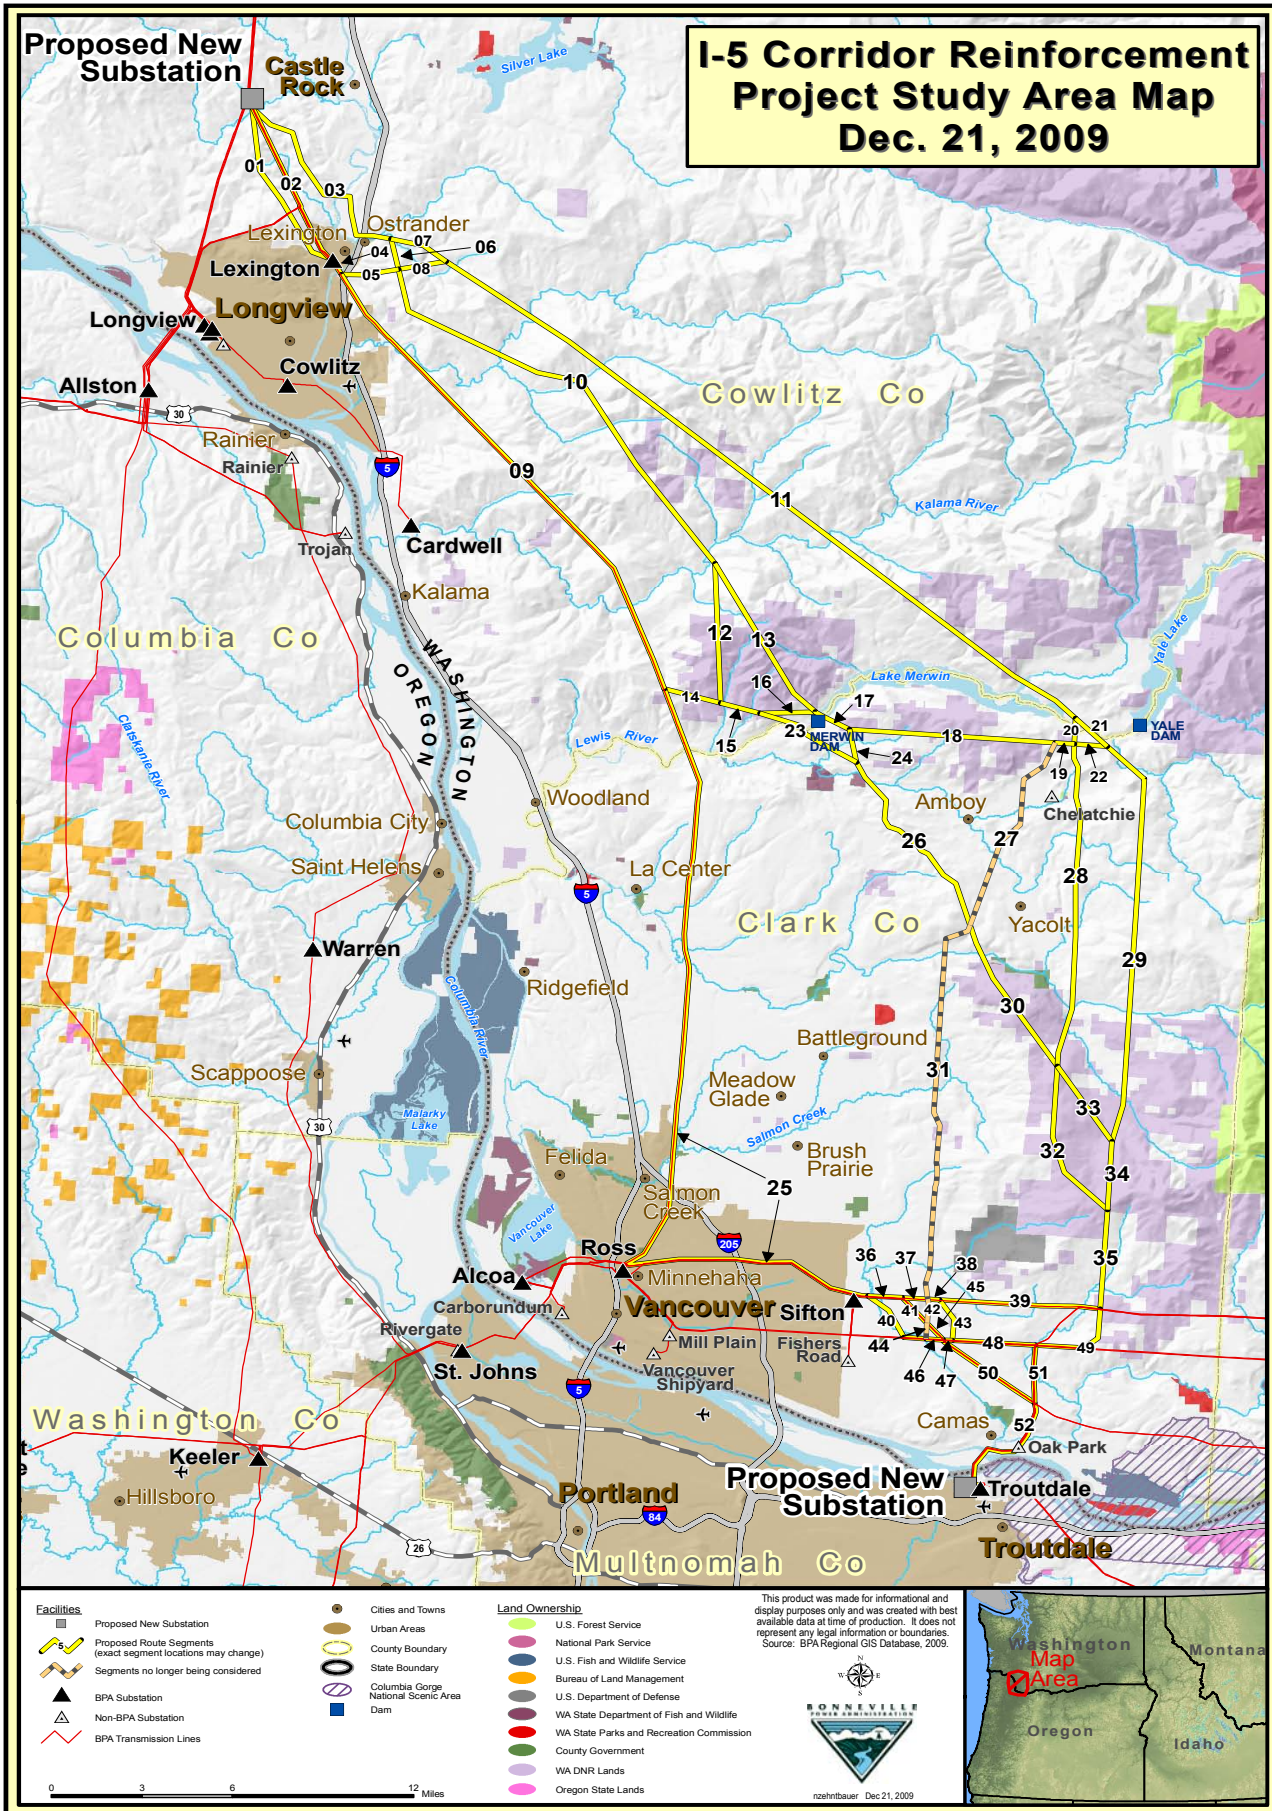 I-5 Corridor Reinforcement
Project Study Area Map
Dec. 21, 2009
Proposed New
Substation
Castle
Rock
Silver Lake
01
02
03
Lexington
Ostrander
07
06
04
Lexington
05
08
Longview
Longview
Cowlitz
Allston
30
Rainier
Rainier
5
Trojan
Cardwell
Kalama
10
09
11
Cowlitz Co
Kalama River
Columbia Co
WASHINGTON
OREGON
Clatskanie River
12
13
14
15
16
17
Lake Merwin
Yale Lake
MERWIN
DAM
YALE
DAM
Lewis River
23
18
20
21
24
19
22
Chelatchie
Amboy
26
27
28
29
Woodland
Columbia City
Saint Helens
La Center
5
Clark Co
Yacolt
Warren
Ridgefield
Columbia River
30
Battleground
31
Meadow
Glade
Salmon Creek
Brush
Prairie
33
32
34
Scappoose
30
Malarky
Lake
Felida
25
Salmon
Creek
Vancouver
Lake
205
35
Ross
Minnehaha
Alcoa
Vancouver
Carborundum
Sifton
36
37
38
45
39
40
41
42
43
44
48
49
46
47
50
51
Rivergate
St. Johns
Mill Plain
Fishers
Road
Vancouver
Shipyard
5
Camas
52
Oak Park
Washington Co
Keeler
Hillsboro
Proposed New
Substation
Troutdale
Portland
84
26
Multnomah Co
Troutdale
Facilities
Proposed New Substation
5
Proposed Route Segments
(exact segment locations may change)
Segments no longer being considered
BPA Substation
Non-BPA Substation
BPA Transmission Lines
0 3 6 12 Miles
Cities and Towns
Urban Areas
County Boundary
State Boundary
Columbia Gorge
National Scenic Area
Dam
Land Ownership
U.S. Forest Service
National Park Service
U.S. Fish and Wildlife Service
Bureau of Land Management
U.S. Department of Defense
WA State Department of Fish and Wildlife
WA State Parks and Recreation Commission
County Government
WA DNR Lands
Oregon State Lands
This product was made for informational and
display purposes only and was created with best
available data at time of production. It does not
represent any legal information or boundaries.
Source: BPA Regional GIS Database, 2009.
N
W E
S
BONNEVILLE
POWER ADMINISTRATION
nzehntbauer Dec 21, 2009
Washington
Montana
Map
Area
Oregon
Idaho